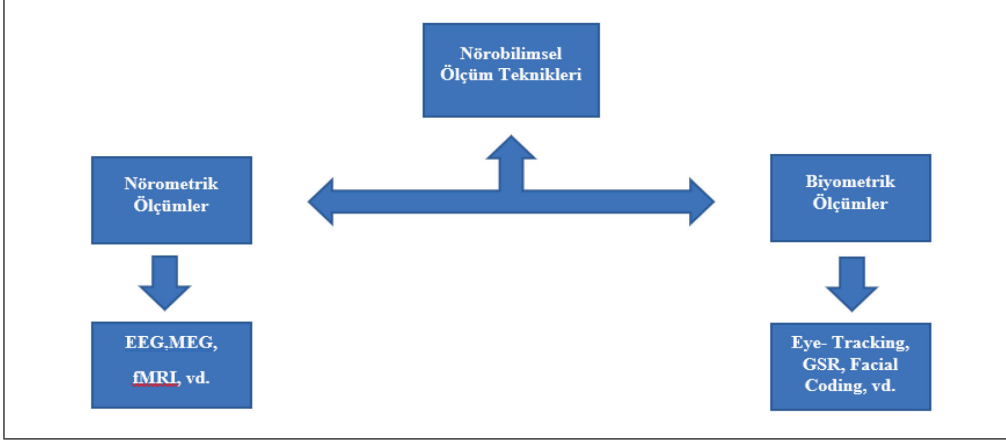 Nörobilimsel
Ölçüm Teknikleri
Nörometrik
Ölçümler
Biyometrik
Ölçümler
EEG,MEG,
fMRI, vd.
Eye- Tracking,
GSR, Facial
Coding, vd.